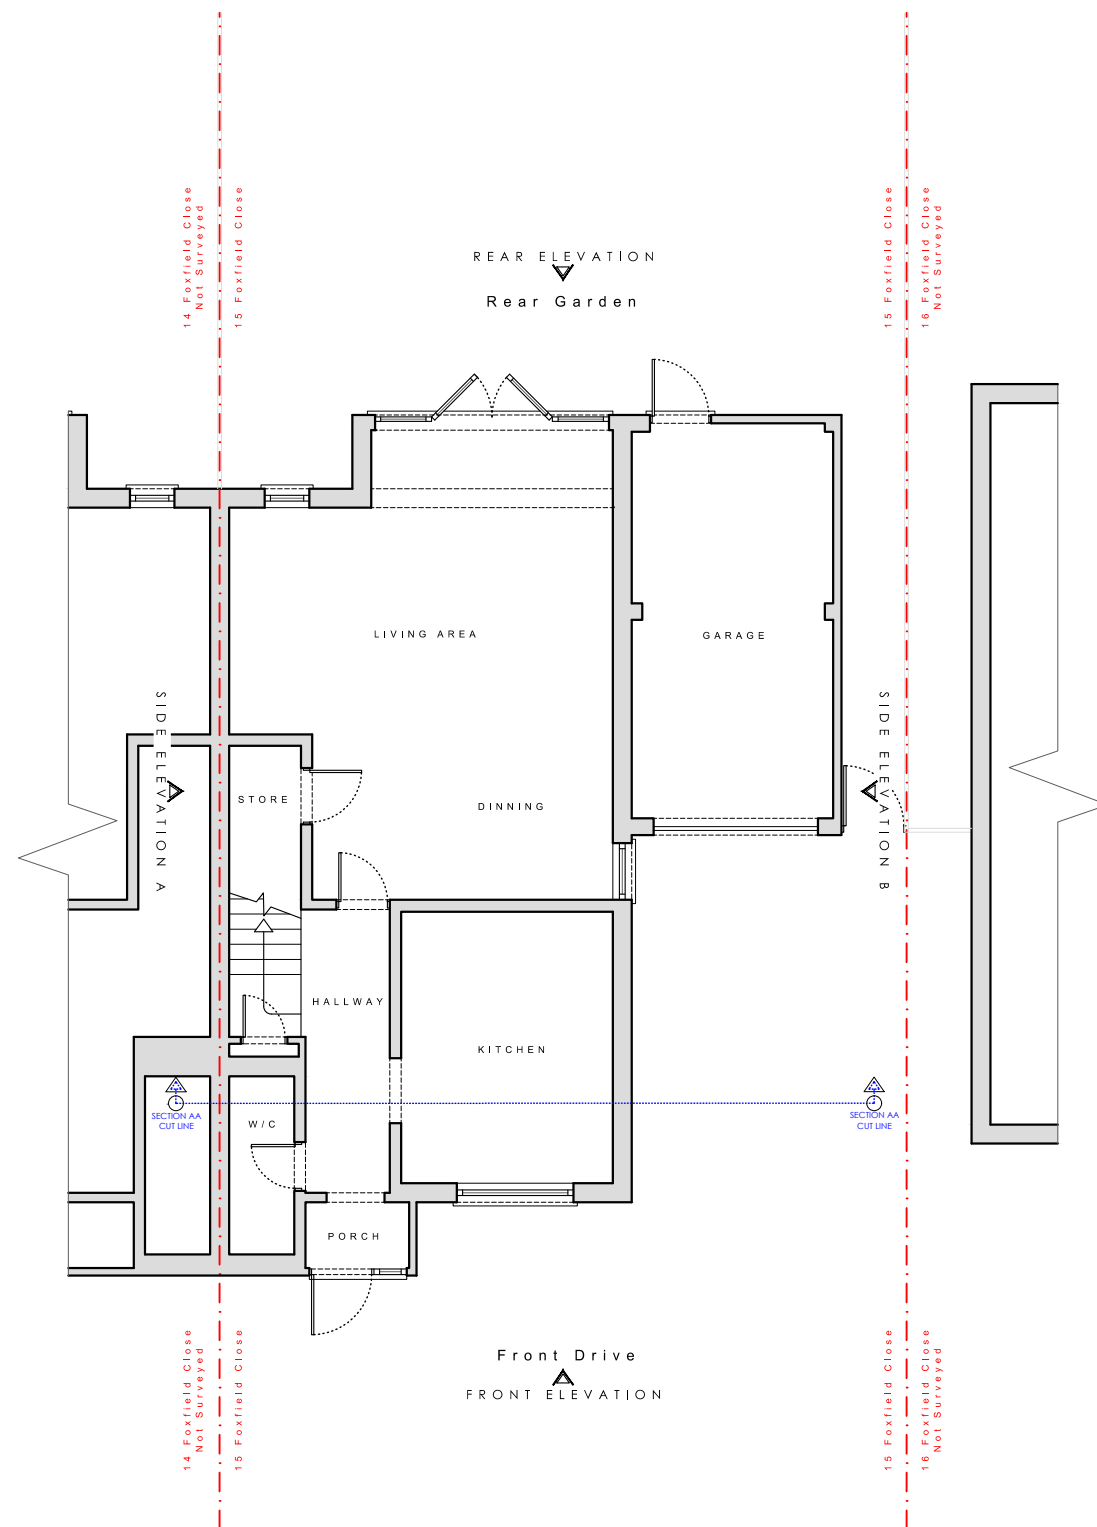 14 Foxfield Close
Not Surveyed
15 Foxfield Close
15 Foxfield Close
16 Foxfield Close
Not Surveyed
REAR ELEVATION
Rear Garden
LIVING AREA
GARAGE
SIDE ELEVATION A
SIDE ELEVATION B
STORE
DINNING
HALLWAY
KITCHEN
SECTION AA
CUT LINE
W/C
SECTION AA
CUT LINE
PORCH
14 Foxfield Close
Not Surveyed
15 Foxfield Close
15 Foxfield Close
16 Foxfield Close
Not Surveyed
Front Drive
FRONT ELEVATION